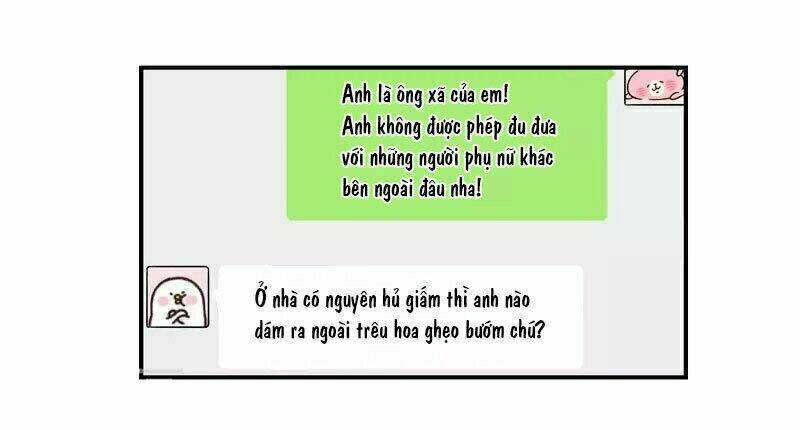 Anh là ông xã của em!
Anh không được phép đu đưa
với những người phụ nữ khác
bên ngoài đâu nha!
Ở nhà có nguyên hủ giấm thì anh nào
dám ra ngoài trêu hoa ghẹo bướm chứ?